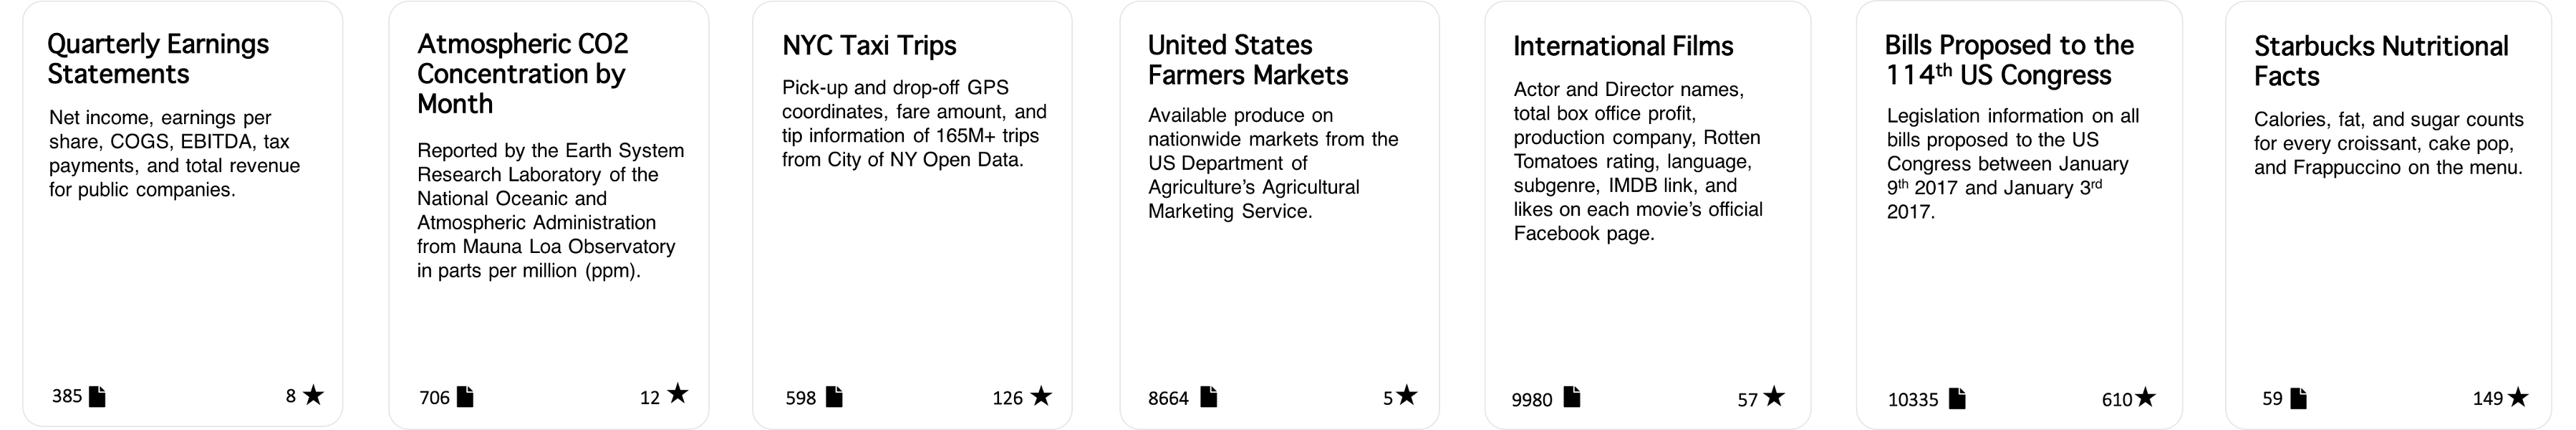 Quarterly Earnings
Statements
Net income, earnings per
share, COGS, EBITDA, tax
payments, and total revenue
for public companies.
385
8
Atmospheric CO2
Concentration by
Month
Reported by the Earth System
Research Laboratory of the
National Oceanic and
Atmospheric Administration
from Mauna Loa Observatory
in parts per million (ppm).
706
12
NYC Taxi Trips
Pick-up and drop-off GPS
coordinates, fare amount, and
tip information of 165M+ trips
from City of NY Open Data.
598
126
United States
Farmers Markets
Available produce on
nationwide markets from the
US Department of
Agriculture's Agricultural
Marketing Service.
8664
5
International Films
Actor and Director names,
total box office profit,
production company, Rotten
Tomatoes rating, language,
subgenre, IMDB link, and
likes on each movie's official
Facebook page.
9980
57
Bills Proposed to the
114th US Congress
Legislation information on all
bills proposed to the US
Congress between January
9th 2017 and January 3rd
2017.
10335
610
Starbucks Nutritional
Facts
Calories, fat, and sugar counts
for every croissant, cake pop,
and Frappuccino on the menu.
59
149